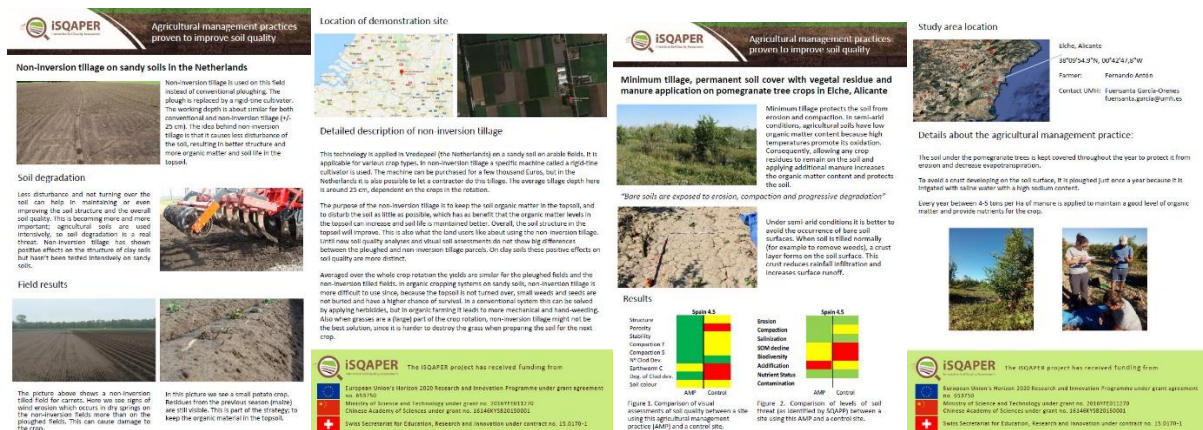 iSQAPER
Agricultural management practices
proven to improve soil quality
Non-inversion tillage on sandy soils in the Netherlands
Non-inversion tillage is used on this field
instead of conventional ploughing. The
plough is replaced by a rigid-tine cultivator.
The working depth is about similar for both
conventional and non-inversion tillage (+/-
25 cm). The idea behind non-inversion
tillage is that it causes less disturbance of
the soil, resulting in better structure and
more organic matter and soil life in the
topsoil.
Soil degradation
Less disturbance and not turning over the
soil can help in maintaining or even
improving the soil structure and the overall
soil quality. This is becoming more and more
important; agricultural soils are used
intensively, so soil degradation is a real
threat. Non-inversion tillage has shown
positive effects on the structure of clay soils
but hasn't been tested intensively on sandy
soils.
Field results
The picture above shows a non-inversion
tilled field for carrots. Here we see signs of
wind erosion which occurs in dry springs on
the non-inversion fields more than on the
ploughed fields. This can cause damage to
the crop.
In this picture we see a small potato crop.
Residues from the previous season (maize)
are still visible. This is part of the strategy; to
keep the organic material in the topsoil.
Location of demonstration site
Detailed description of non-inversion tillage
This technology is applied in Vredepeel (the Netherlands) on a sandy soil on arable fields. It is
applicable for various crop types. In non-inversion tillage a specific machine called a rigid-tine
cultivator is used. The machine can be purchased for a few thousand Euros, but in the
Netherlands it is also possible to let a contractor do this tillage. The average tillage depth here
is around 25 cm, dependent on the crops in the rotation.
The purpose of the non-inversion tillage is to keep the soil organic matter in the topsoil, and
to disturb the soil as little as possible, which has as benefit that the organic matter levels in
the topsoil can increase and soil life is maintained better. Overall, the soil structure in the
topsoil will improve. This is also what the land users like about using the non-inversion tillage.
Until now soil quality analyses and visual soil assessments do not show big differences
between the ploughed and non-inversion tillage parcels. On clay soils these positive effects on
soil quality are more distinct.
Averaged over the whole crop rotation the yields are similar for the ploughed fields and the
non-inversion tilled fields. In organic cropping systems on sandy soils, non-inversion tillage is
more difficult to use since, because the topsoil is not turned over, small weeds and seeds are
not buried and have a higher chance of survival. In a conventional system this can be solved
by applying herbicides, but in organic farming it leads to more mechanical and hand-weeding.
Also when grasses are a (large) part of the crop rotation, non-inversion tillage might not be
the best solution, since it is harder to destroy the grass when preparing the soil for the next
crop.
iSQAPER
The iSQAPER project has received funding from
European Union's Horizon 2020 Research and Innovation Programme under grant agreement
no. 653750
Ministry of Science and Technology under grant no. 2016YFE011270
Chinese Academy of Sciences under grant no. 16146KYSB20150001
Swiss Secretariat for Education, Research and Innovation under contract no. 15.0170-1
iSQAPER
Agricultural management practices
proven to improve soil quality
Minimum tillage, permanent soil cover with vegetal residue and
manure application on pomegranate tree crops in Elche, Alicante
Minimum tillage protects the soil from
erosion and compaction. In semi-arid
conditions, agricultural soils have low
organic matter content because high
temperatures promote its oxidation.
Consequently, allowing any crop
residues to remain on the soil and
applying additional manure increases
the organic matter content and protects
the soil.
"Bare soils are exposed to erosion, compaction and progressive degradation"
Under semi-arid conditions it is better to
avoid the occurrence of bare soil
surfaces. When soil is tilled normally
(for example to remove weeds), a crust
layer forms on the soil surface. This
crust reduces rainfall infiltration and
increases surface runoff.
Results
Spain 4.5
Structure
Porosity
Stability
Compaction T
Compaction S
Nº Clod Dev.
Earthworm C
Deg. of Clod dev.
Soil colour
AMP Control
Spain 4.5
Erosion
Compaction
Salinization
SOM decline
Biodiversity
Acidification
Nutrient Status
Contamination
AMP Control
Figure 1. Comparison of visual
assessments of soil quality between a site
using this agricultural management
practice (AMP) and a control site.
Figure 2. Comparison of levels of soil
threat (as identified by SQAPP) between a
site using this AMP and a control site.
Study area location
Elche, Alicante
38°09'54.9"N, 00°42'47,8"W
Farmer: Fernando Antón
Contact UMH: Fuensanta García-Orenes
fuensanta.garcia@umh.es
Details about the agricultural management practice:
The soil under the pomegranate trees is kept covered throughout the year to protect it from
erosion and decrease evapotranspiration.
To avoid a crust developing on the soil surface, it is ploughed just once a year because it is
irrigated with saline water with a high sodium content.
Every year between 4-5 tons per Ha of manure is applied to maintain a good level of organic
matter and provide nutrients for the crop.
iSQAPER
The iSQAPER project has received funding from
European Union's Horizon 2020 Research and Innovation Programme under grant agreement
no. 653750
Ministry of Science and Technology under grant no. 2016YFE011270
Chinese Academy of Sciences under grant no. 16146KYSB20150001
Swiss Secretariat for Education, Research and Innovation under contract no. 15.0170-1